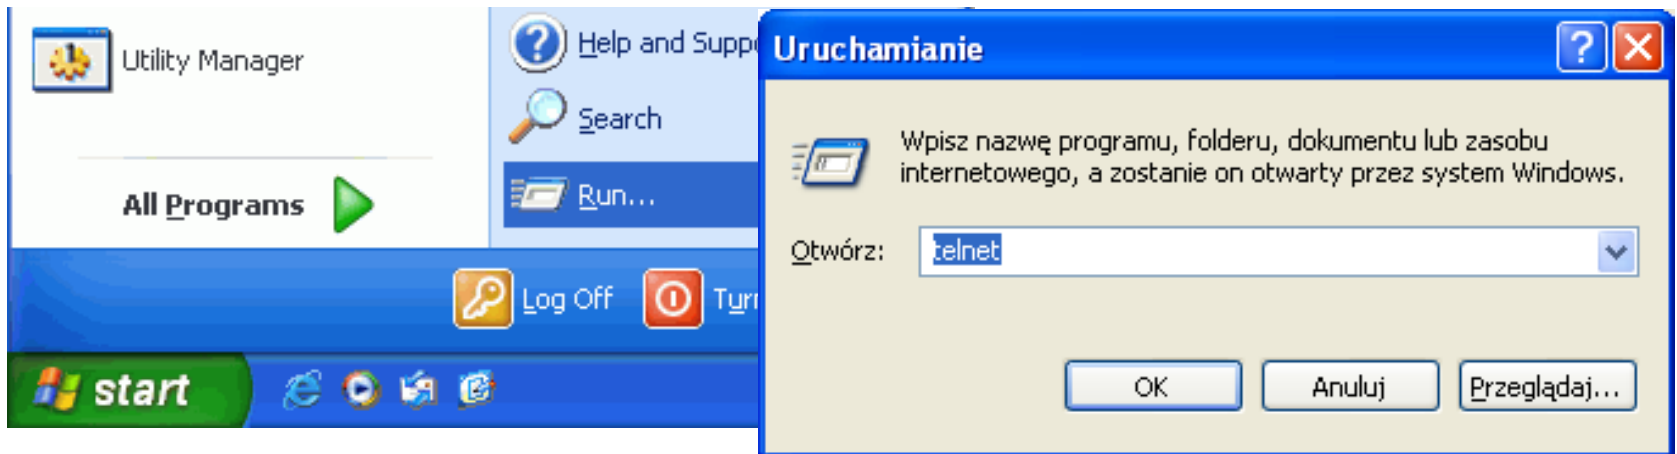 Utility Manager
Help and Supp
Search
All Programs
Run...
Log Off
Turn
start
Uruchamianie
Wpisz nazwę programu, folderu, dokumentu lub zasobu
internetowego, a zostanie on otwarty przez system Windows.
Otwórz: telnet
OK Anuluj Przeglądaj...